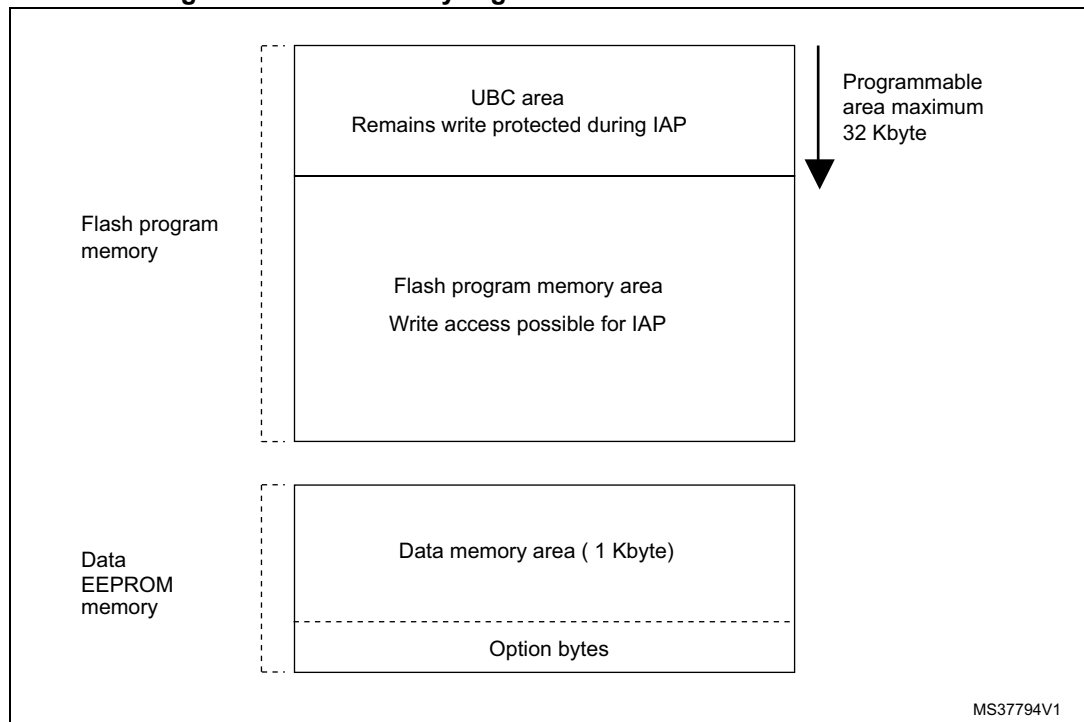 UBC area
Remains write protected during IAP
Programmable
area maximum
32 Kbyte
Flash program
memory
Flash program memory area
Write access possible for IAP
Data
EEPROM
memory
Data memory area ( 1 Kbyte)
Option bytes
MS37794V1